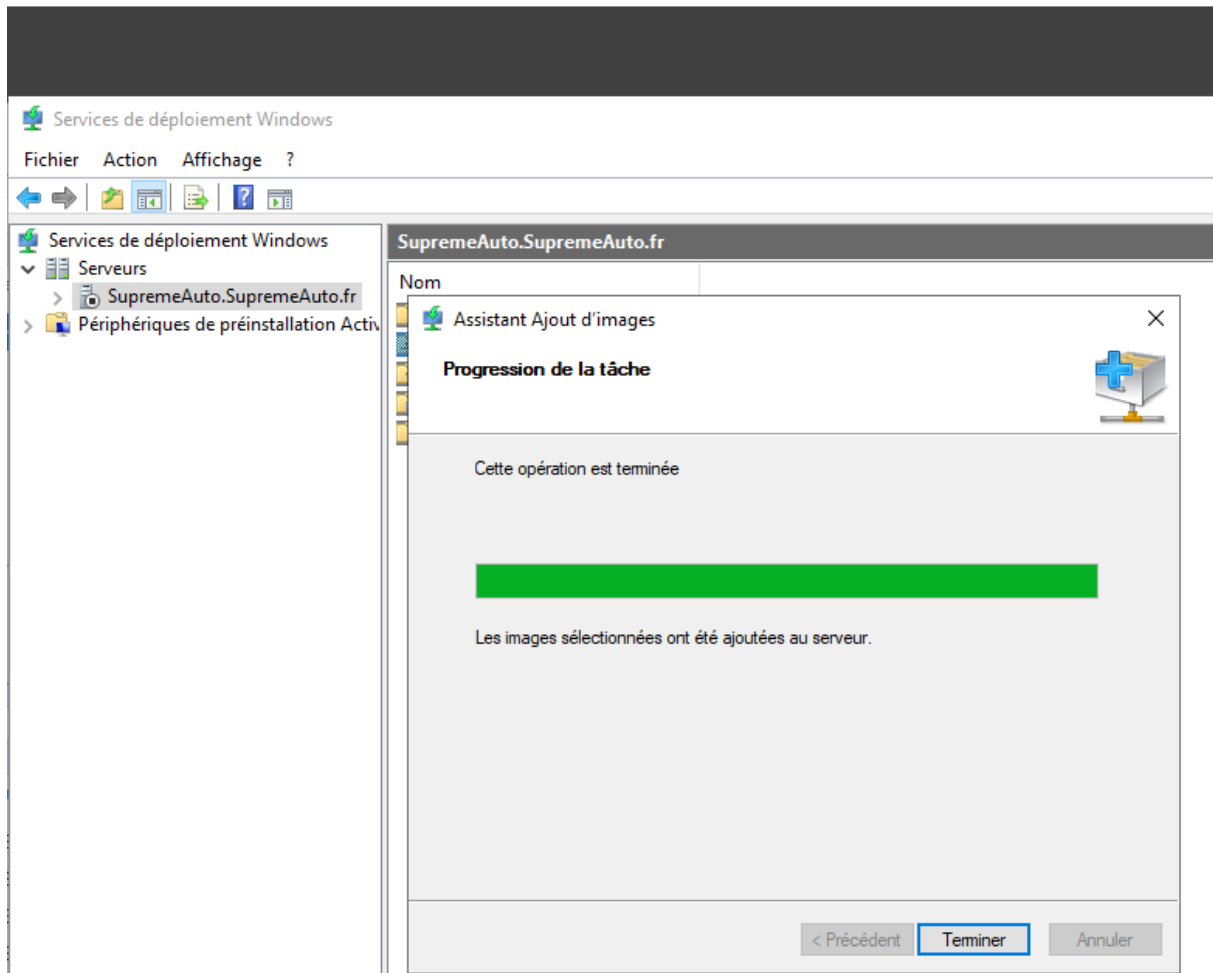 Services de déploiement Windows
Fichier Action Affichage ?
Services de déploiement Windows
Serveurs
SupremeAuto.SupremeAuto.fr
Périphériques de préinstallation Activ
SupremeAuto.SupremeAuto.fr
Nom
Assistant Ajout d'images
Progression de la tâche
Cette opération est terminée
Les images sélectionnées ont été ajoutées au serveur.
< Précédent Terminer Annuler